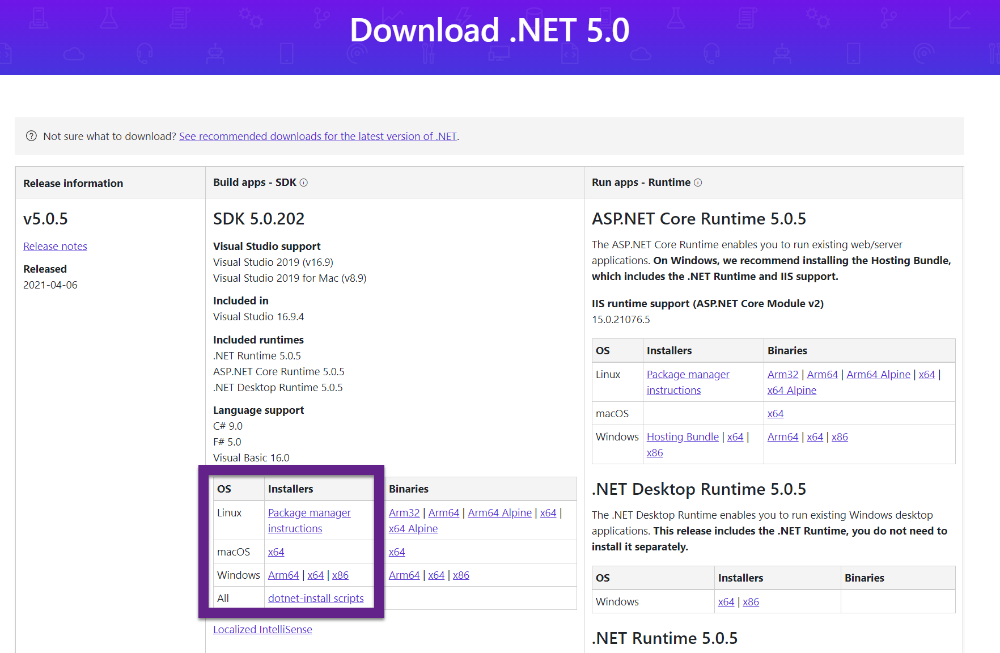 Download .NET 5.0
Not sure what to download? See recommended downloads for the latest version of .NET.
Release information
v5.0.5
Release notes
Released
2021-04-06
Build apps - SDK
SDK 5.0.202
Visual Studio support
Visual Studio 2019 (v16.9)
Visual Studio 2019 for Mac (v8.9)
Included in
Visual Studio 16.9.4
Included runtimes
.NET Runtime 5.0.5
ASP.NET Core Runtime 5.0.5
.NET Desktop Runtime 5.0.5
Language support
C# 9.0
F# 5.0
Visual Basic 16.0
OS Installers Binaries
Linux Package manager instructions Arm32 | Arm64 | Arm64 Alpine | x64 | x64 Alpine
macOS x64 x64
Windows Arm64 | x64 | x86 Arm64 | x64 | x86
All dotnet-install scripts
Localized IntelliSense
Run apps - Runtime
ASP.NET Core Runtime 5.0.5
The ASP.NET Core Runtime enables you to run existing web/server
applications. On Windows, we recommend installing the Hosting Bundle,
which includes the .NET Runtime and IIS support.
IIS runtime support (ASP.NET Core Module v2)
15.0.21076.5
OS Installers Binaries
Linux Package manager instructions Arm32 | Arm64 | Arm64 Alpine | x64 | x64 Alpine
macOS x64
Windows Hosting Bundle | x64 | x86 Arm64 | x64 | x86
.NET Desktop Runtime 5.0.5
The .NET Desktop Runtime enables you to run existing Windows desktop
applications. This release includes the .NET Runtime, you do not need to
install it separately.
OS Installers Binaries
Windows x64 | x86
.NET Runtime 5.0.5